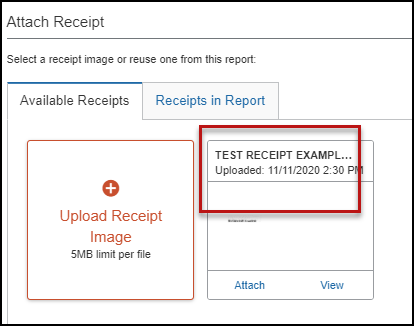 Attach Receipt
Select a receipt image or reuse one from this report:
Available Receipts
Receipts in Report
Upload Receipt
Image
5MB limit per file
TEST RECEIPT EXAMPL...
Uploaded: 11/11/2020 2:30 PM
Attach
View